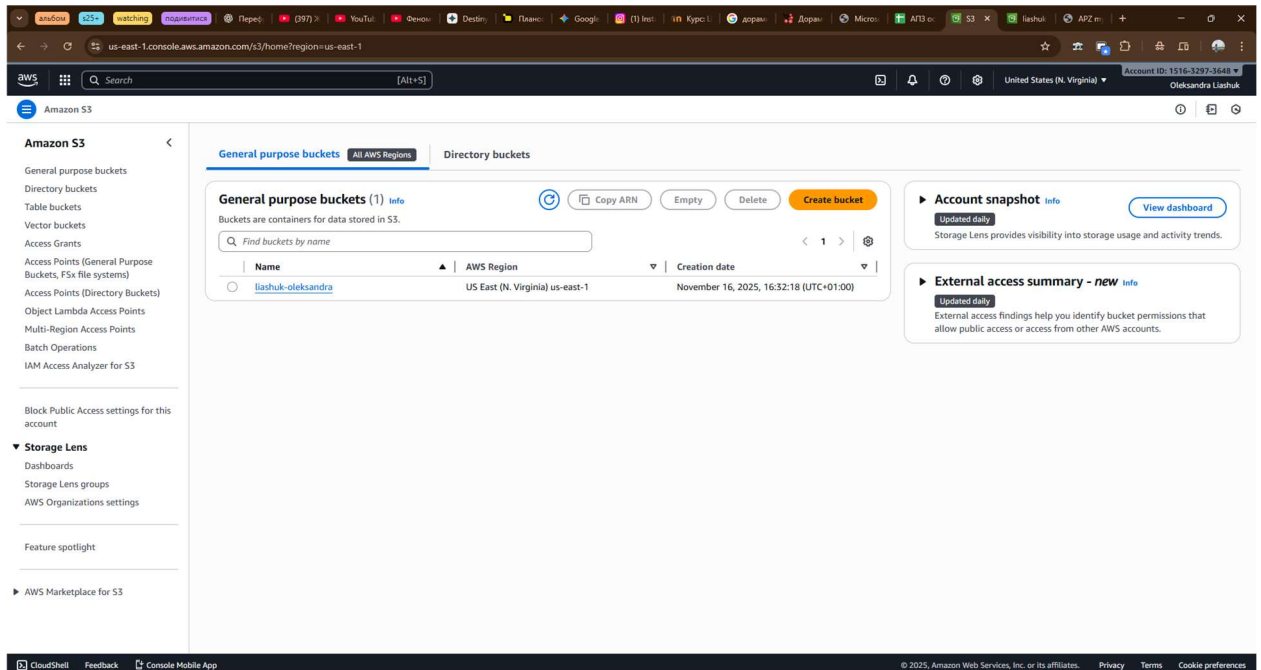 альбом s25+ watching подивитися Переф (397) YouTub Феном Destiny Планос Google (1) Inst Курс дорам Дорам Micros АПЗ ос S3 liashuk APZ
us-east-1.console.aws.amazon.com/s3/home?region=us-east-1
aws Search [Alt+S] United States (N. Virginia) Account ID: 1516-3297-3648
Oleksandra Liashuk
Amazon S3
Amazon S3
General purpose buckets
Directory buckets
Table buckets
Vector buckets
Access Grants
Access Points (General Purpose
Buckets, FSx file systems)
Access Points (Directory Buckets)
Object Lambda Access Points
Multi-Region Access Points
Batch Operations
IAM Access Analyzer for S3
Block Public Access settings for this
account
Storage Lens
Dashboards
Storage Lens groups
AWS Organizations settings
Feature spotlight
AWS Marketplace for S3
General purpose buckets All AWS Regions Directory buckets
General purpose buckets (1) Info Copy ARN Empty Delete Create bucket
Buckets are containers for data stored in S3.
Find buckets by name 1
Name AWS Region Creation date
liashuk-oleksandra US East (N. Virginia) us-east-1 November 16, 2025, 16:32:18 (UTC+01:00)
Account snapshot Info View dashboard
Updated daily
Storage Lens provides visibility into storage usage and activity trends.
External access summary - new Info
Updated daily
External access findings help you identify bucket permissions that
allow public access or access from other AWS accounts.
CloudShell Feedback Console Mobile App © 2025, Amazon Web Services, Inc. or its affiliates. Privacy Terms Cookie preferences